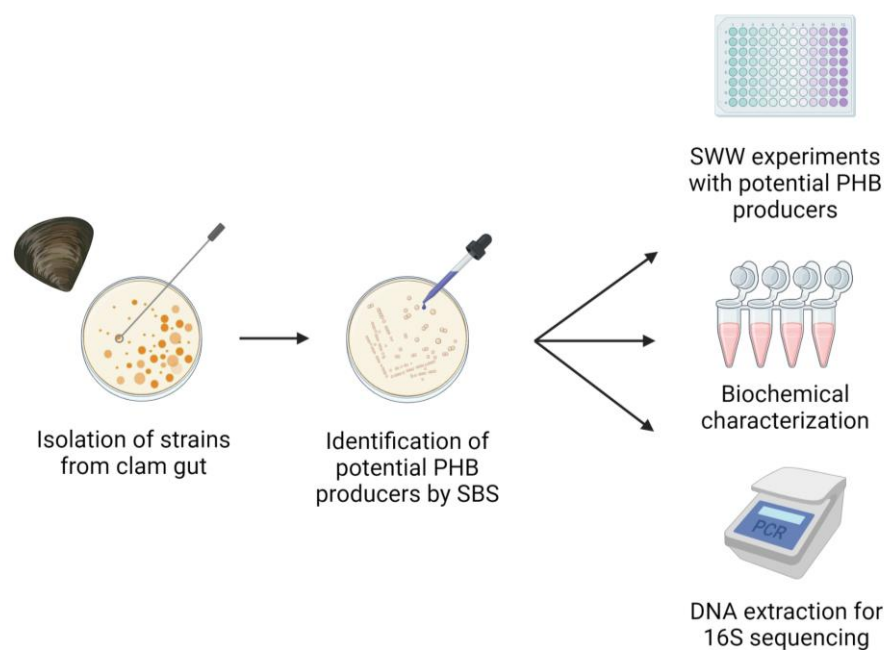 SWW experiments
with potential PHB
producers
Isolation of strains
from clam gut
Identification of
potential PHB
producers by SBS
Biochemical
characterization
PCR
DNA extraction for
16S sequencing